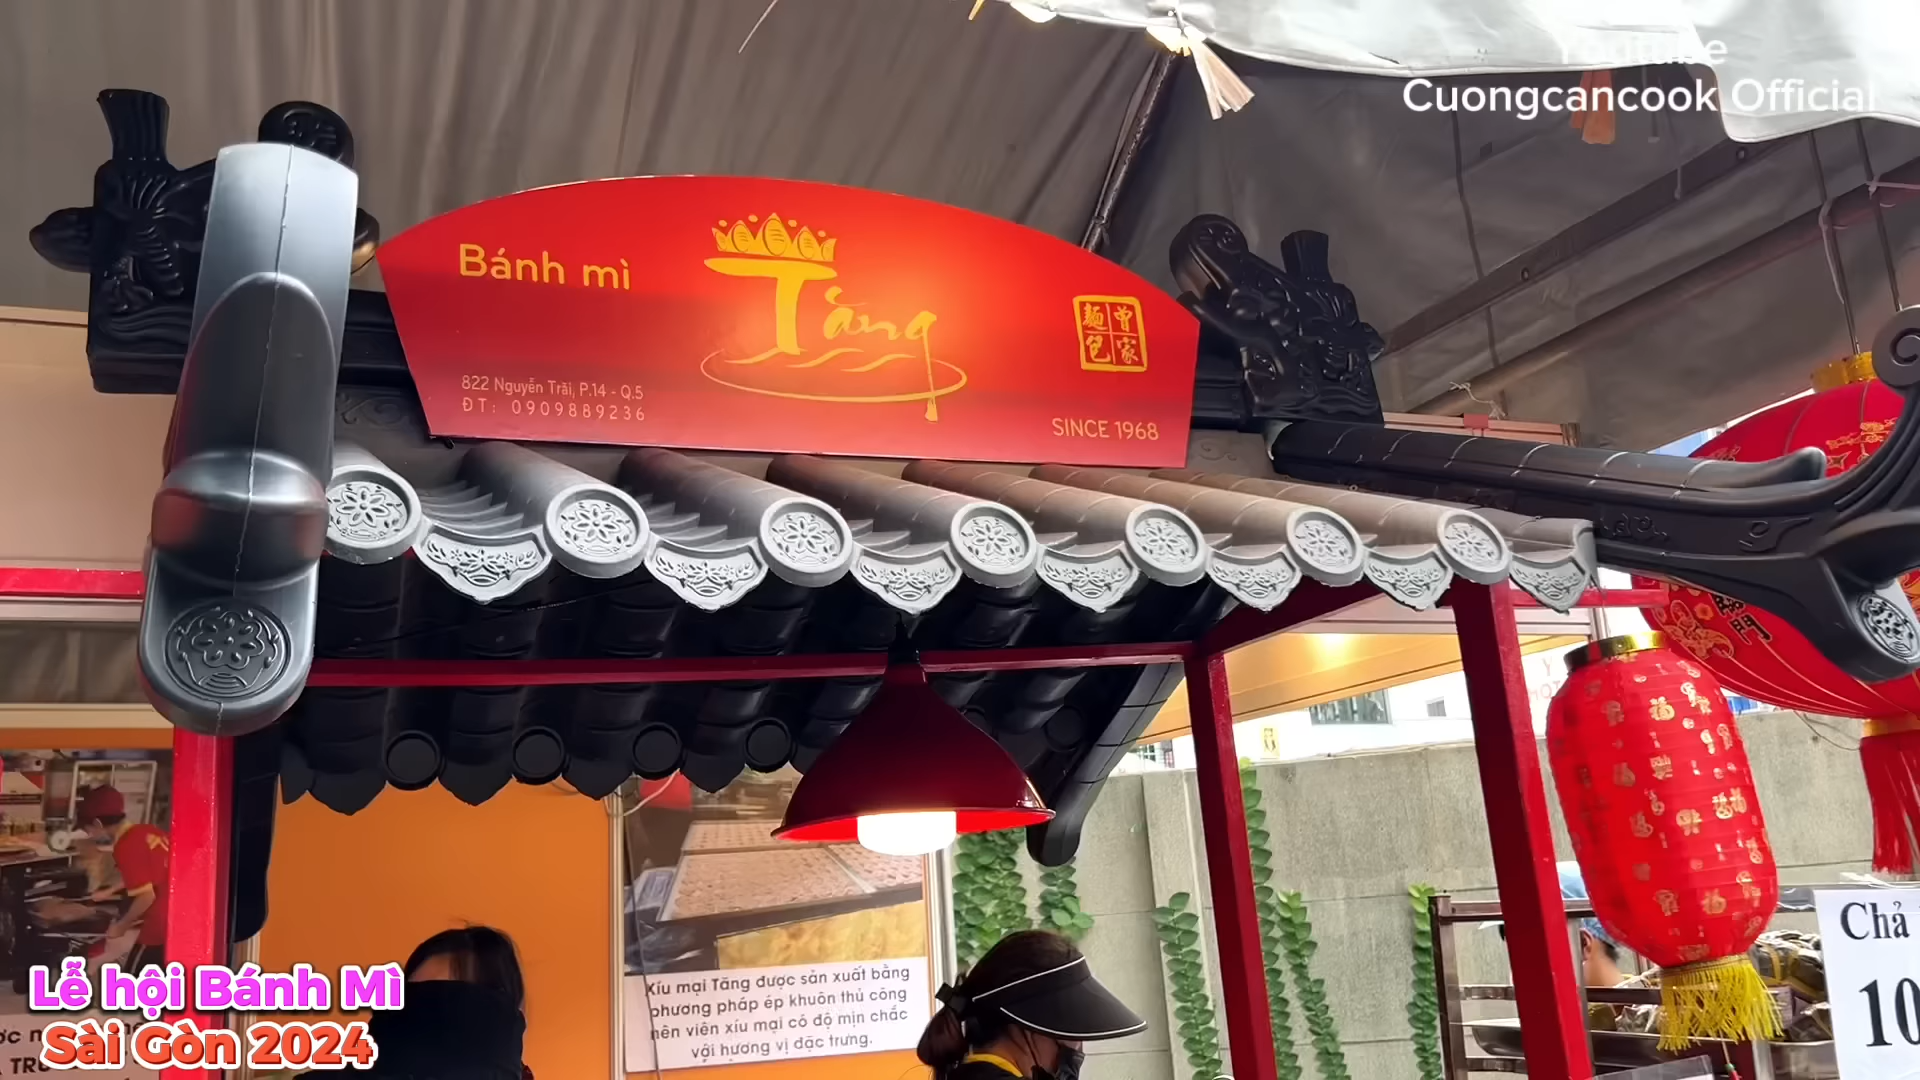 Youtube
Cuongcancook Official
Bánh mì
Tăng
曾家
麵包
822 Nguyễn Trãi, P.14 - Q.5
ĐT: 0909889236
SINCE 1968
Xíu mại Tăng được sản xuất bằng
phương pháp ép khuôn thủ công
nên viên xíu mại có độ mịn chắc
với hương vị đặc trưng.
Chả
10
Lễ hội Bánh Mì
Sài Gòn 2024